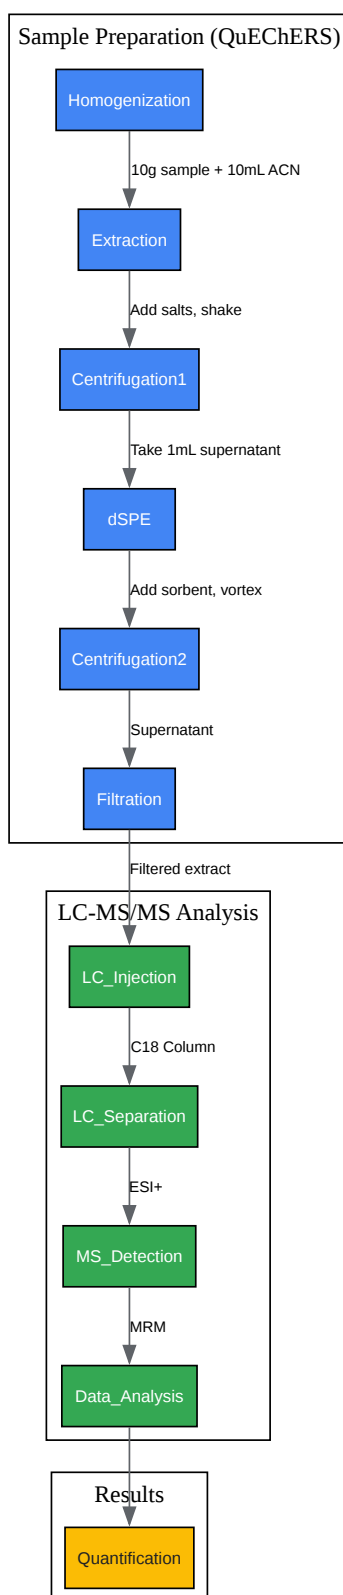 Sample Preparation (QuEChERS)
Homogenization
10g sample + 10mL ACN
Extraction
Add salts, shake
Centrifugation1
Take 1mL supernatant
dSPE
Add sorbent, vortex
Centrifugation2
Supernatant
Filtration
Filtered extract
LC-MS/MS Analysis
LC_Injection
C18 Column
LC_Separation
ESI+
MS_Detection
MRM
Data_Analysis
Results
Quantification